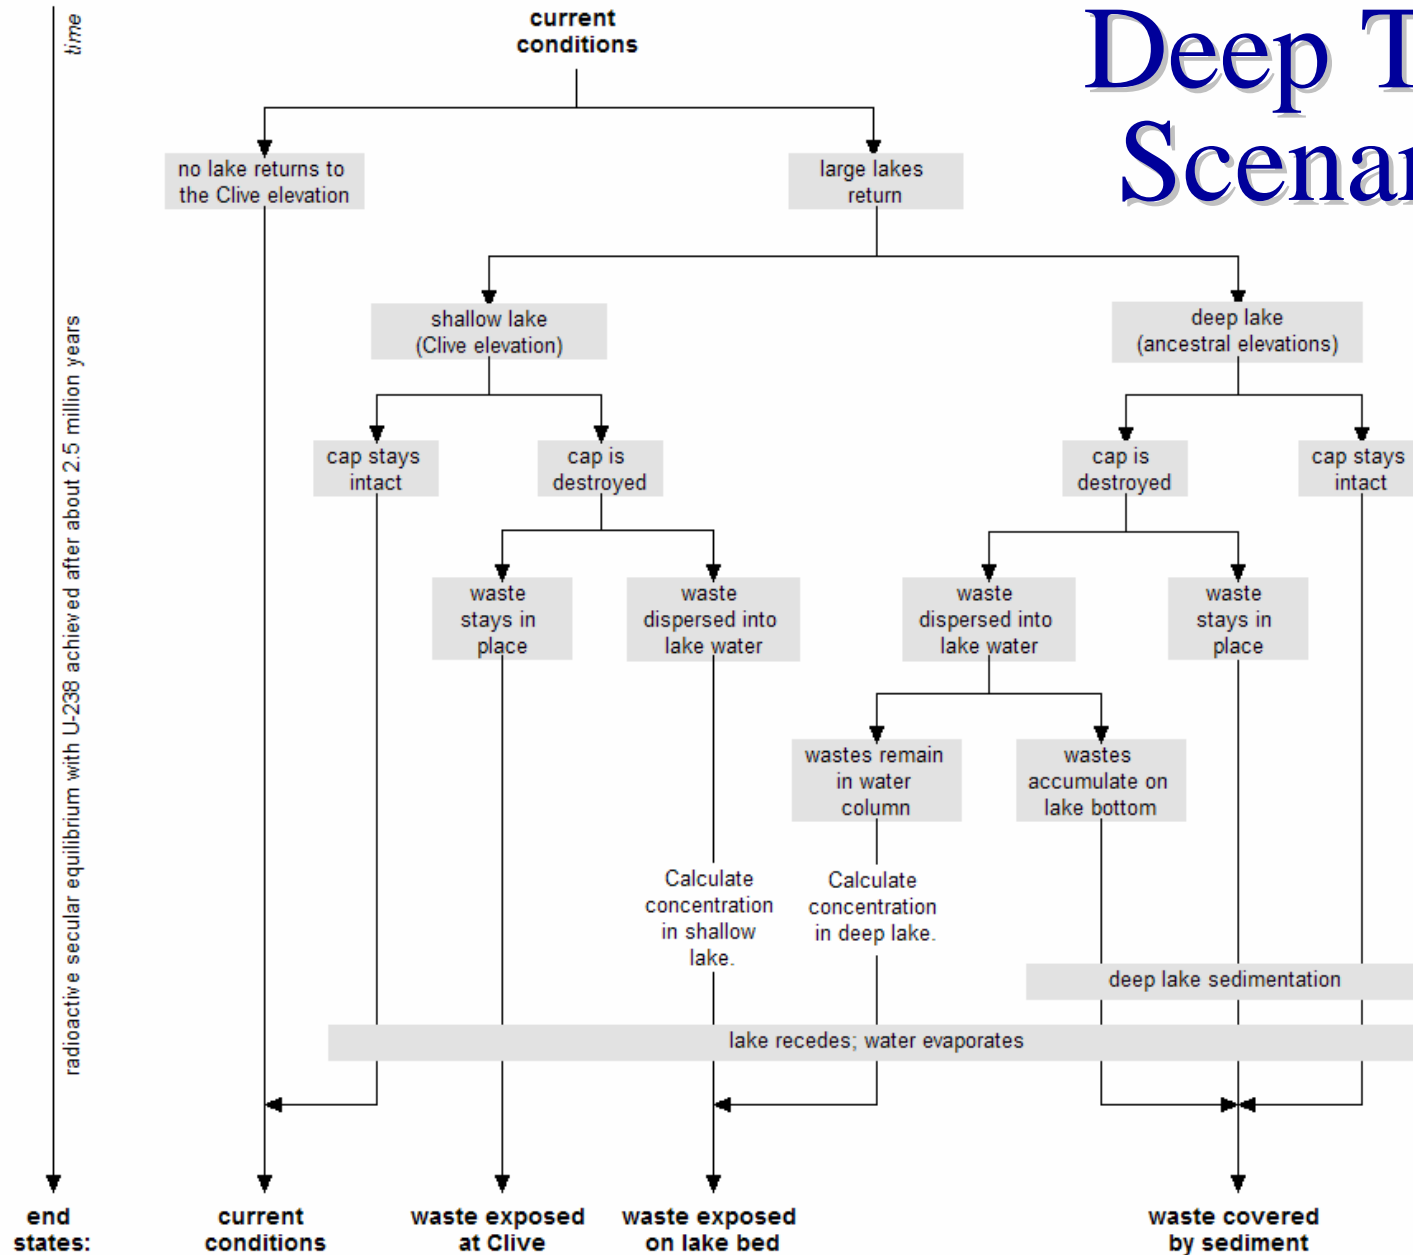 Deep T
Scenar
time
radioactive secular equilibrium with U-238 achieved after about 2.5 million years
current
conditions
no lake returns to
the Clive elevation
large lakes
return
shallow lake
(Clive elevation)
deep lake
(ancestral elevations)
cap stays
intact
cap is
destroyed
cap is
destroyed
cap stays
intact
waste
stays in
place
waste
dispersed into
lake water
waste
dispersed into
lake water
waste
stays in
place
wastes remain
in water
column
wastes
accumulate on
lake bottom
Calculate
concentration
in shallow
lake.
Calculate
concentration
in deep lake.
deep lake sedimentation
lake recedes; water evaporates
end
states:
current
conditions
waste exposed
at Clive
waste exposed
on lake bed
waste covered
by sediment